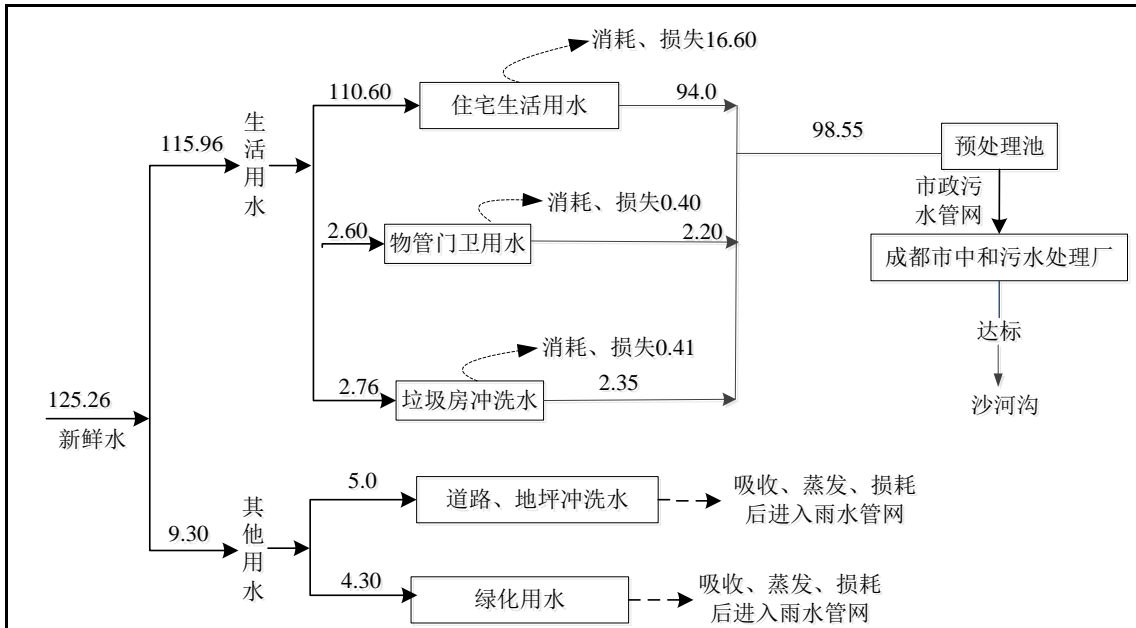 消耗、损失16.60
110.60
住宅生活用水
94.0
98.55
预处理池
115.96
生活用水
市政污
水管网
消耗、损失0.40
2.60
物管门卫用水
2.20
成都市中和污水处理厂
达标
沙河沟
消耗、损失0.41
2.76
垃圾房冲洗水
2.35
125.26
新鲜水
9.30
其他用水
5.0
道路、地坪冲洗水
吸收、蒸发、损耗
后进入雨水管网
4.30
绿化用水
吸收、蒸发、损耗
后进入雨水管网